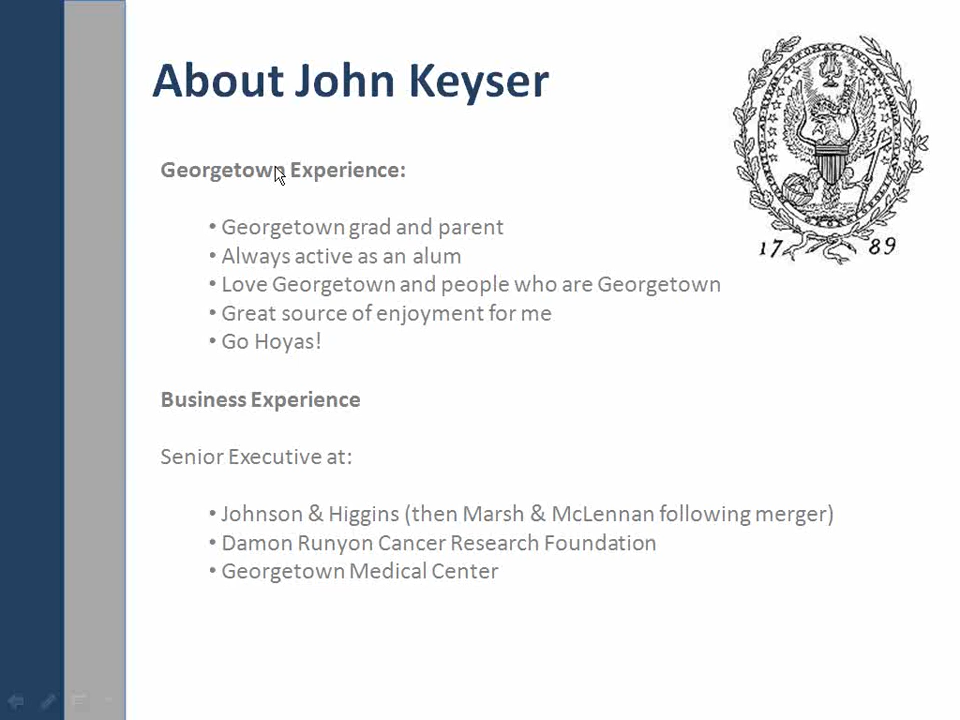 About John Keyser
Georgetown Experience:
• Georgetown grad and parent
• Always active as an alum
• Love Georgetown and people who are Georgetown
• Great source of enjoyment for me
• Go Hoyas!
17 89
Business Experience
Senior Executive at:
• Johnson & Higgins (then Marsh & McLennan following merger)
• Damon Runyon Cancer Research Foundation
• Georgetown Medical Center